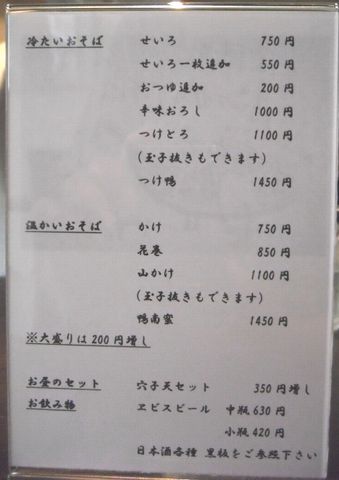 冷たいおそば　せいろ　750円
せいろ一枚追加　550円
おつゆ追加　200円
辛味おろし　1000円
つけとろ　1100円
(玉子抜きもできます)
つけ鴨　1450円
温かいおそば　かけ　750円
花巻　850円
山かけ　1100円
(玉子抜きもできます)
鴨南蛮　1450円
※大盛りは200円増し
お昼のセット　穴子天セット　350円増し
お飲み物　ヱビスビール　中瓶630円
小瓶420円
日本酒各種 黒板をご参照下さい